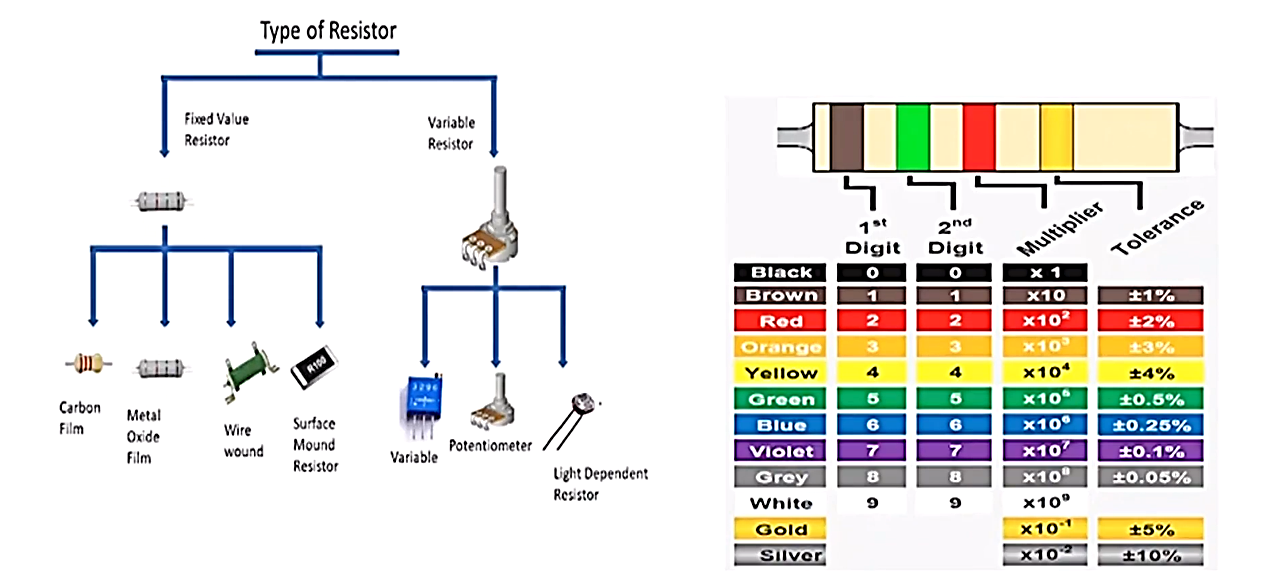 Type of Resistor
Fixed Value
Resistor
Variable
Resistor
R100
3296
Carbon
Film
Metal
Oxide
Film
Wire
wound
Surface
Mound
Resistor
Variable
Potentiometer
Light Dependent
Resistor
1st
Digit
2nd
Digit
Multiplier
Tolerance
Black 0 0 x 1
Brown 1 1 x10 ±1%
Red 2 2 x10² ±2%
Orange 3 3 x10³ ±3%
Yellow 4 4 x10⁴ ±4%
Green 5 5 x10⁵ ±0.5%
Blue 6 6 x10⁶ ±0.25%
Violet 7 7 x10⁷ ±0.1%
Grey 8 8 x10⁸ ±0.05%
White 9 9 x10⁹
Gold x10⁻¹ ±5%
Silver x10⁻² ±10%